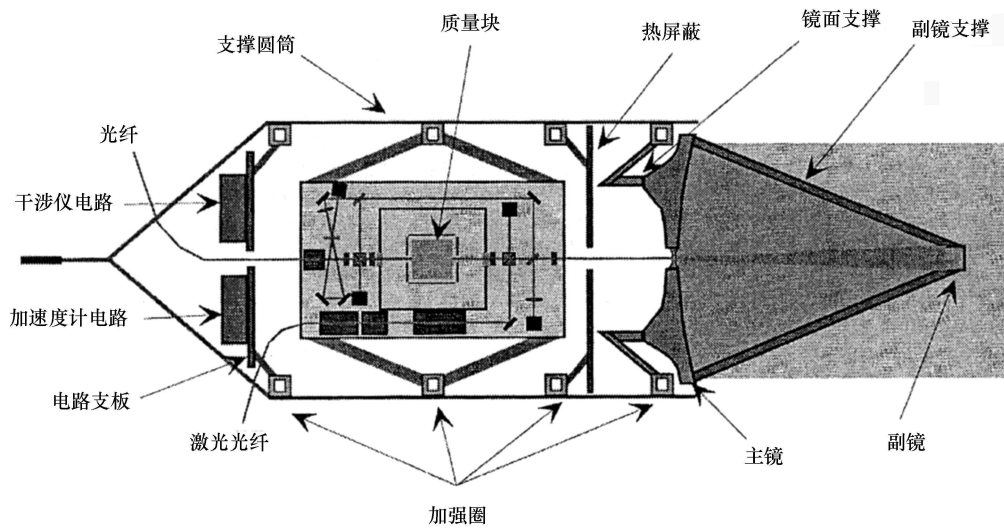 质量块
镜面支撑
热屏蔽
副镜支撑
支撑圆筒
光纤
干涉仪电路
加速度计电路
电路支板
激光光纤
主镜
副镜
加强圈